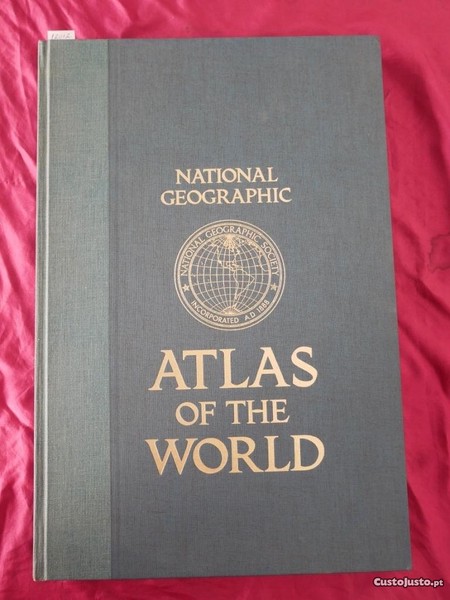 NATIONAL
GEOGRAPHIC
NATIONAL GEOGRAPHIC SOCIETY
INCORPORATED A.D. 1888
ATLAS
OF THE
WORLD
CustoJusto.pt